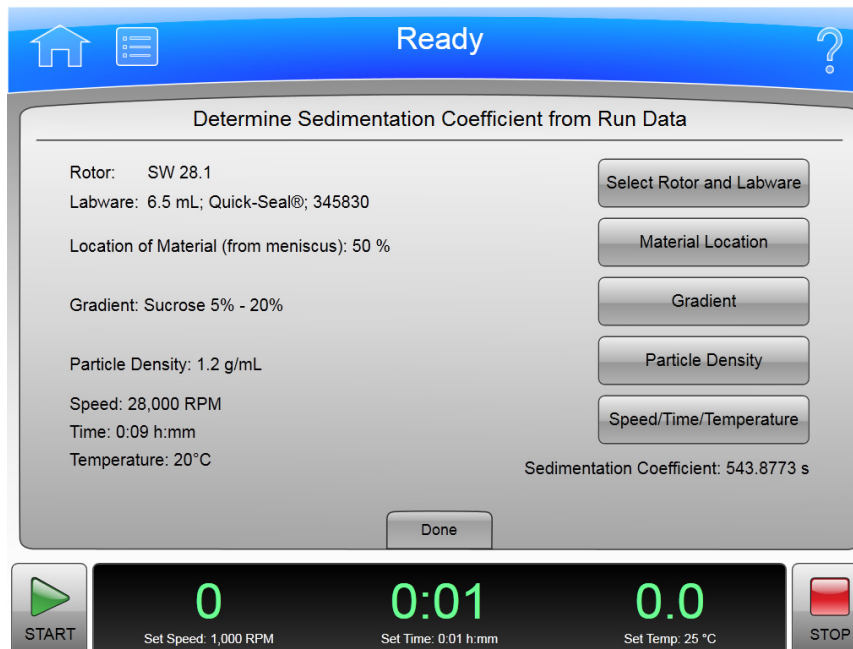 Ready
?
Determine Sedimentation Coefficient from Run Data
Rotor: SW 28.1
Labware: 6.5 mL; Quick-Seal®; 345830
Location of Material (from meniscus): 50 %
Gradient: Sucrose 5% - 20%
Particle Density: 1.2 g/mL
Speed: 28,000 RPM
Time: 0:09 h:mm
Temperature: 20°C
Select Rotor and Labware
Material Location
Gradient
Particle Density
Speed/Time/Temperature
Sedimentation Coefficient: 543.8773 s
Done
START
0
Set Speed: 1,000 RPM
0:01
Set Time: 0:01 h:mm
0.0
Set Temp: 25 °C
STOP